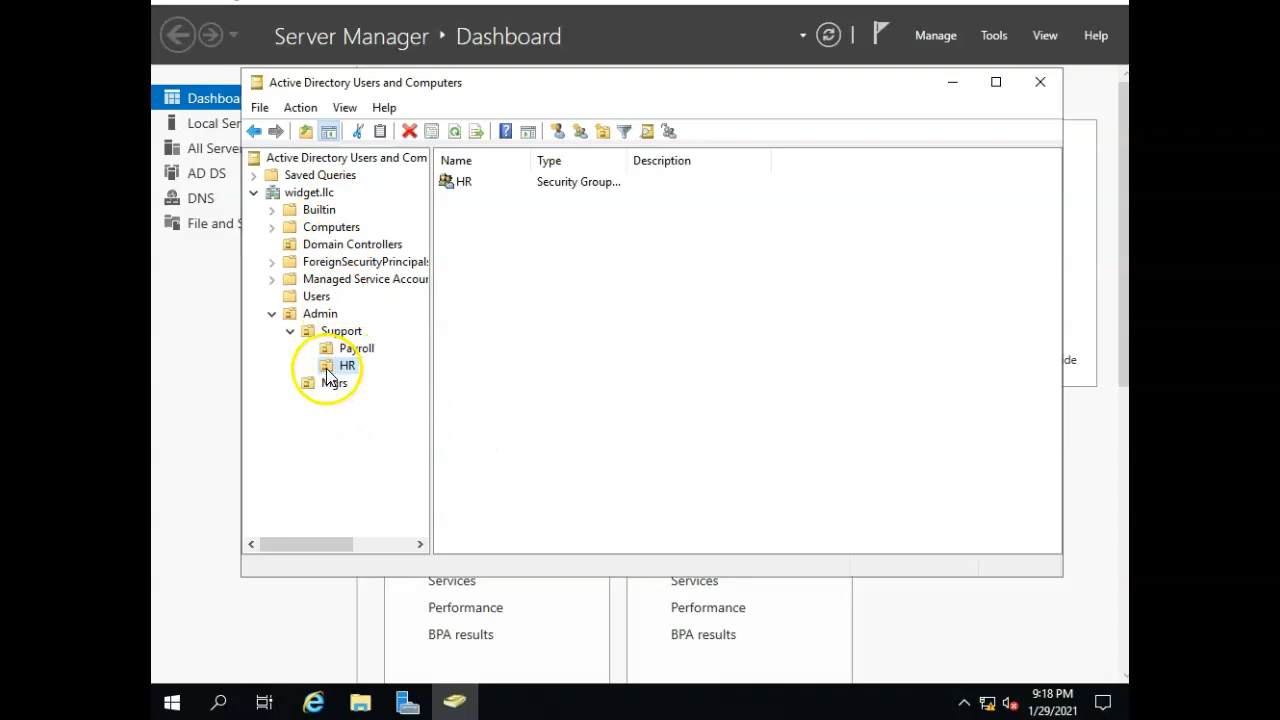 Server Manager
Dashboard
Manage
Tools
View
Help
Active Directory Users and Computers
File
Action
View
Help
Dashboa
Local Ser
All Server
AD DS
DNS
File and S
Active Directory Users and Com
Saved Queries
widget.llc
Builtin
Computers
Domain Controllers
ForeignSecurityPrincipals
Managed Service Accour
Users
Admin
Support
Payroll
HR
Name
Type
Description
HR
Security Group...
de
Services
Performance
BPA results
Services
Performance
BPA results
9:18 PM
1/29/2021